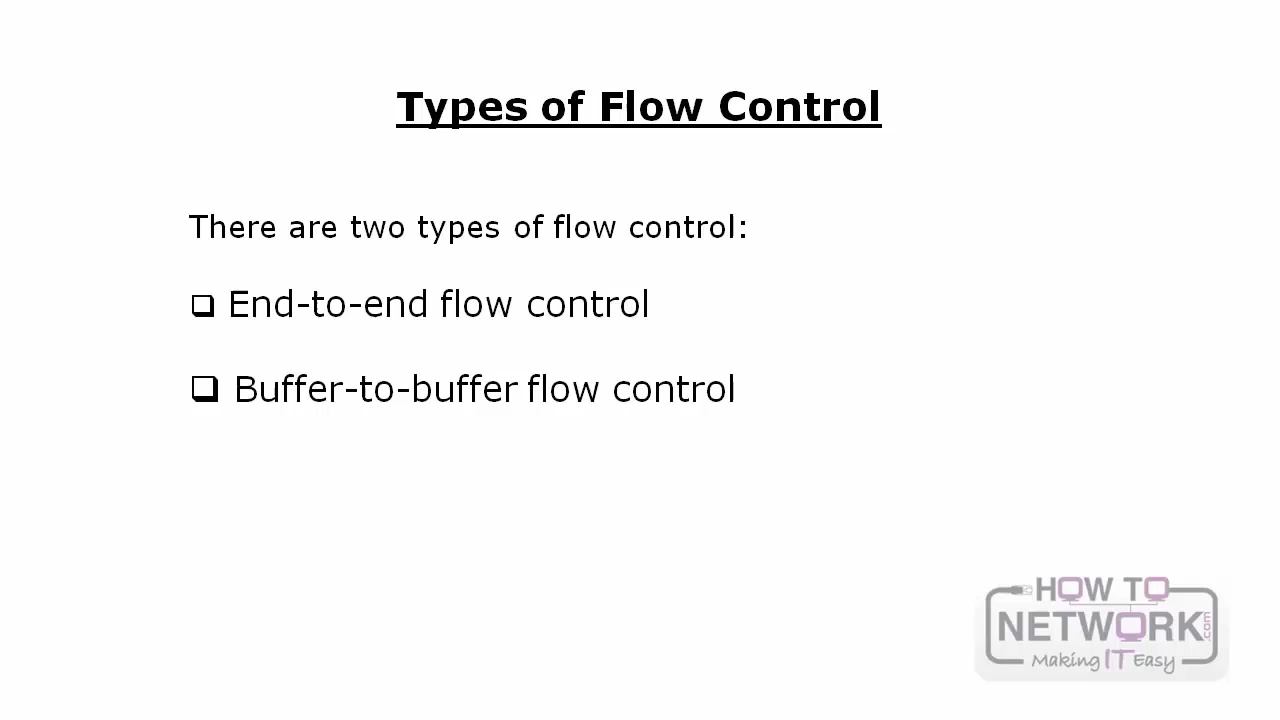 Types of Flow Control
There are two types of flow control:
End-to-end flow control
Buffer-to-buffer flow control
HOW TO
NETWORK.com
Making IT Easy